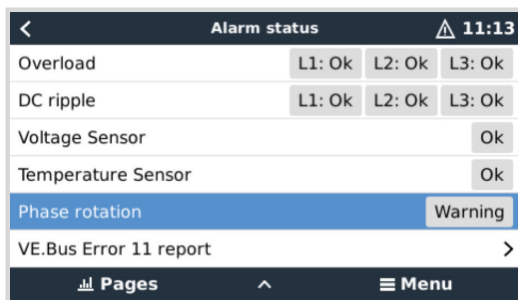 Alarm status 11:13
Overload L1: Ok L2: Ok L3: Ok
DC ripple L1: Ok L2: Ok L3: Ok
Voltage Sensor Ok
Temperature Sensor Ok
Phase rotation Warning
VE.Bus Error 11 report
Pages Menu